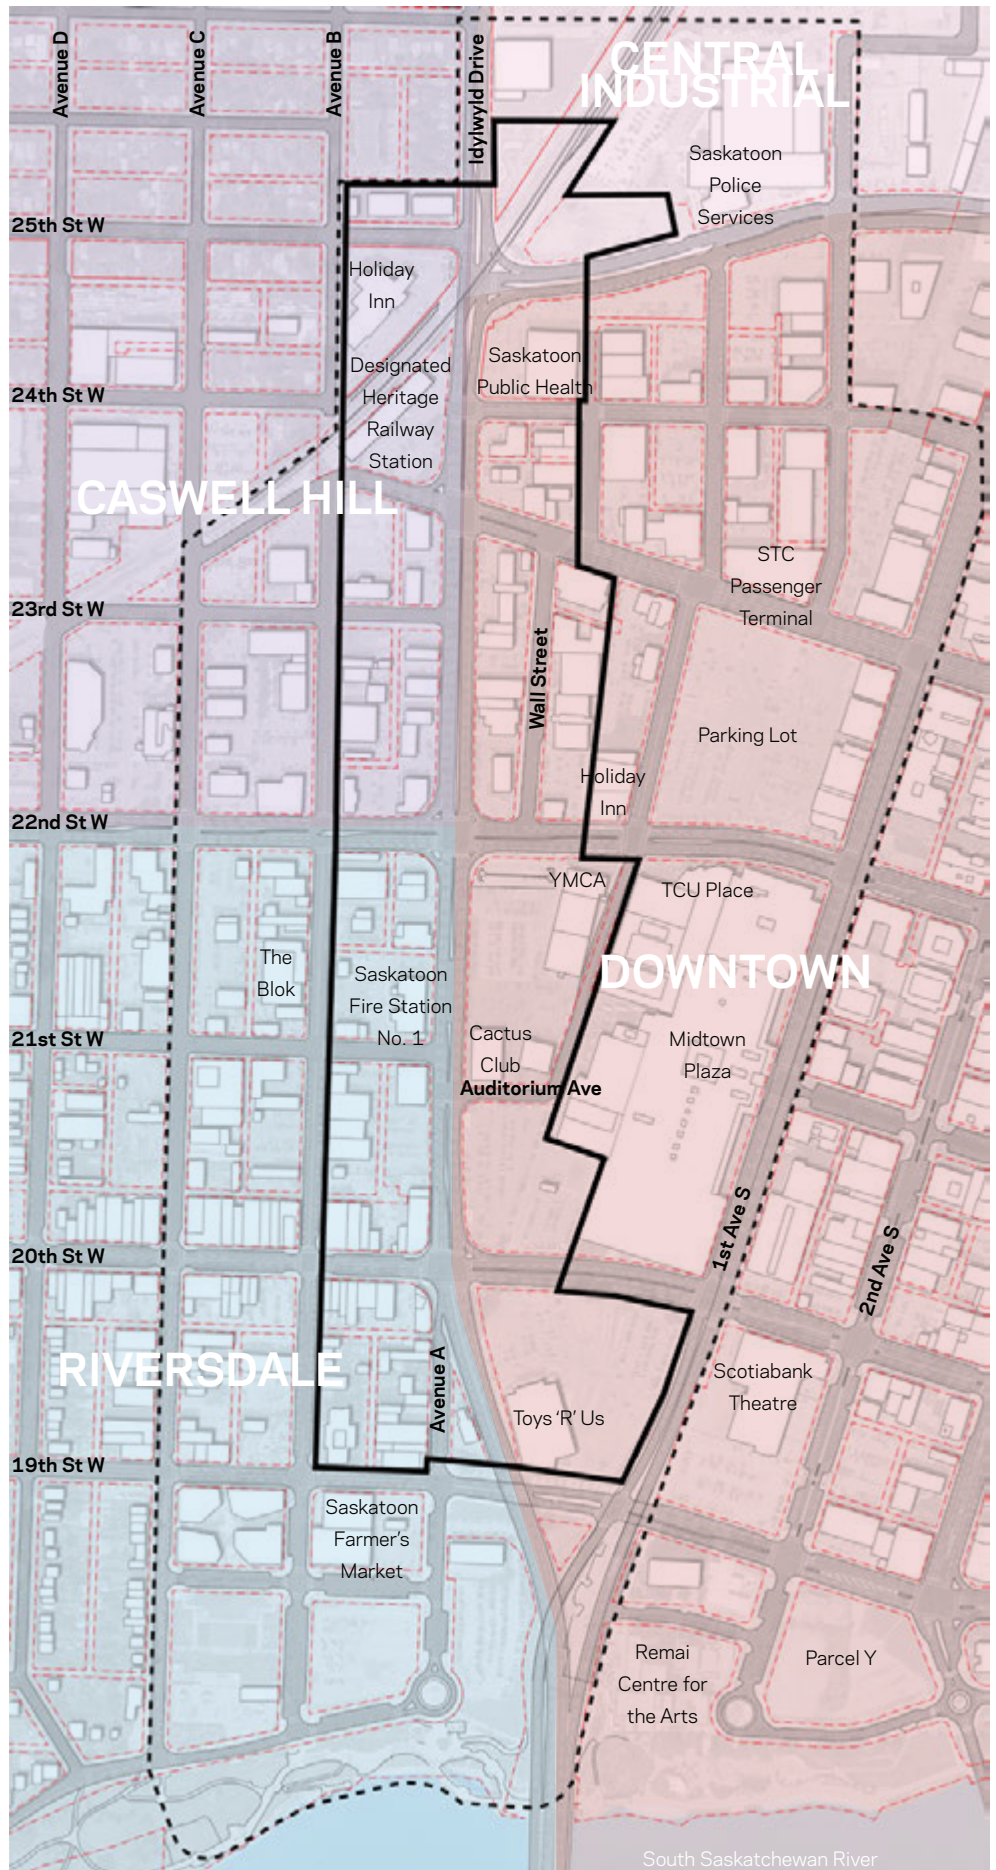 Avenue D
Avenue C
Avenue B
Idylwyld Drive
CENTRAL
INDUSTRIAL
Saskatoon
Police
Services
25th St W
Holiday
Inn
Designated
Heritage
Railway
Station
Saskatoon
Public Health
24th St W
CASWELL HILL
STC
Passenger
Terminal
23rd St W
Wall Street
Parking Lot
Holiday
Inn
22nd St W
YMCA
TCU Place
The
Blok
Saskatoon
Fire Station
No. 1
DOWNTOWN
21st St W
Cactus
Club
Midtown
Plaza
Auditorium Ave
1st Ave S
2nd Ave S
20th St W
RIVERSDALE
Avenue A
Toys ‘R’ Us
Scotiabank
Theatre
19th St W
Saskatoon
Farmer’s
Market
Remai
Centre for
the Arts
Parcel Y
South Saskatchewan River